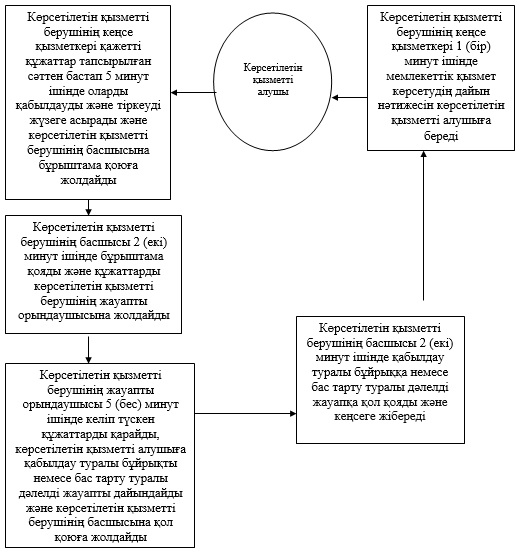 Көрсетілетін қызметті
берушінің кеңсе
қызметкері қажетті
құжаттар тапсырылған
сәттен бастап 5 минут
ішінде оларды
қабылдауды және тіркеуді
жүзеге асырады және
көрсетілетін қызметті
берушінің басшысына
бұрыштама қоюға
жолдайды
Көрсетілетін қызметті
берушінің басшысы 2 (екі)
минут ішінде бұрыштама
қояды және құжаттарды
көрсетілетін қызметті
берушінің жауапты
орындаушысына жолдайды
Көрсетілетін қызметті
берушінің жауапты
орындаушысы 5 (бес) минут
ішінде келіп түскен
құжаттарды қарайды,
көрсетілетін қызметті алушыға
қабылдау туралы бұйрықты
немесе бас тарту туралы
дәлелді жауапты дайындайды
және көрсетілетін қызметті
берушінің басшысына қол
қоюға жолдайды
Көрсетілетін қызметті
берушінің басшысы 2 (екі)
минут ішінде қабылдау
туралы бұйрыққа немесе
бас тарту туралы дәлелді
жауапқа қол қояды және
кеңсеге жібереді
Көрсетілетін қызметті
берушінің кеңсе
қызметкері 1 (бір)
минут ішінде
мемлекеттік қызмет
көрсетудің дайын
нәтижесін көрсетілетін
қызметті алушыға
береді
Көрсетілетін
қызметті
алушы